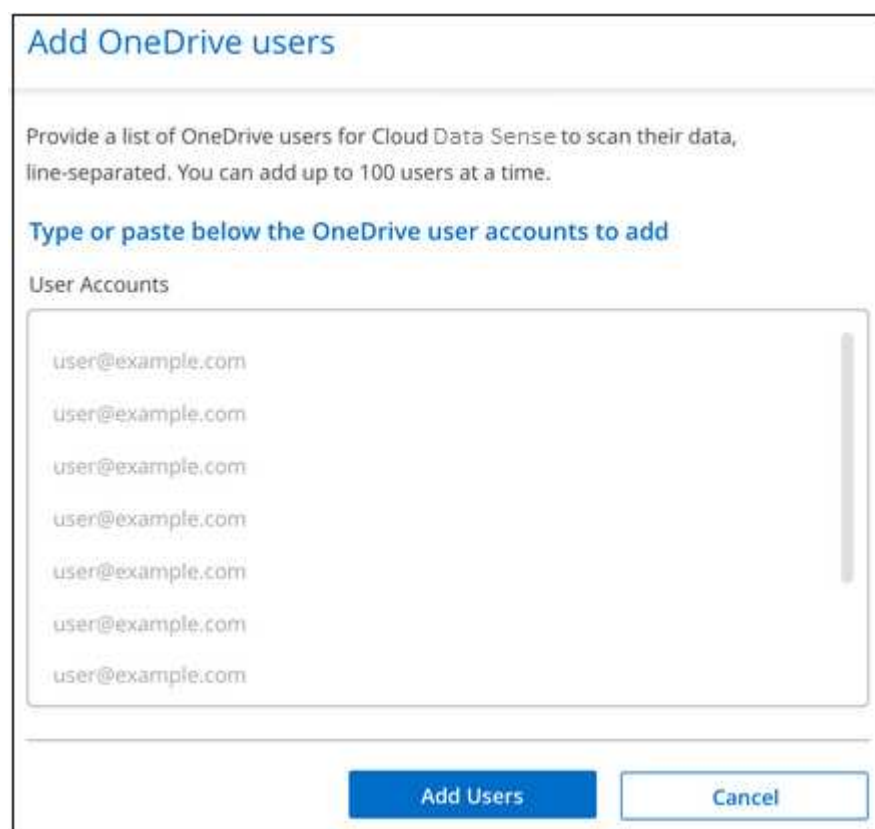 Add OneDrive users
Provide a list of OneDrive users for Cloud Data Sense to scan their data,
line-separated. You can add up to 100 users at a time.
Type or paste below the OneDrive user accounts to add
User Accounts
user@example.com
user@example.com
user@example.com
user@example.com
user@example.com
user@example.com
user@example.com
Add Users
Cancel